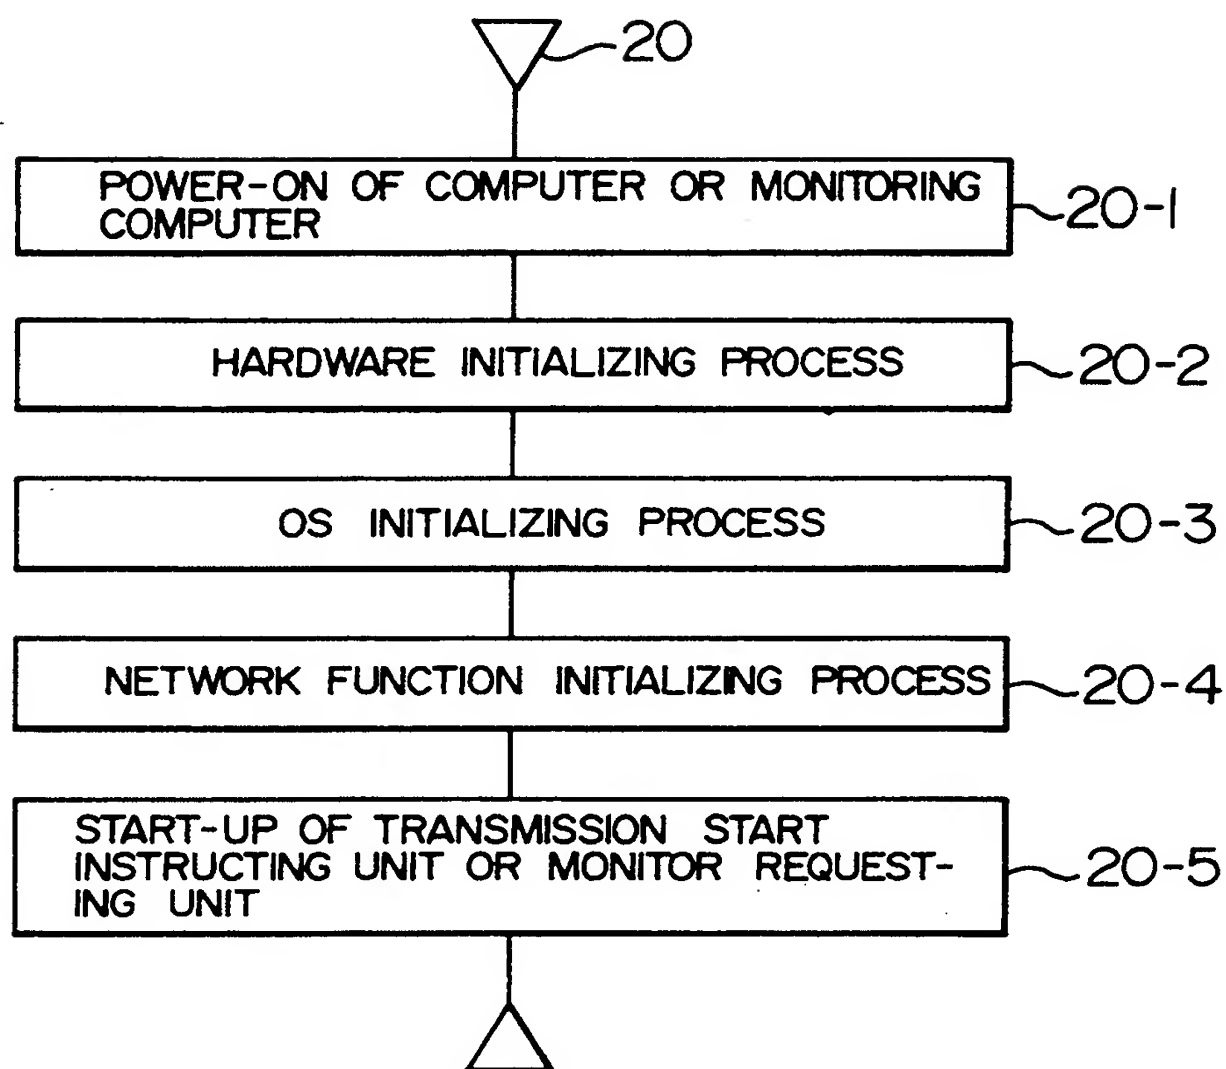 20
POWER-ON OF COMPUTER OR MONITORING
COMPUTER
20-1
HARDWARE INITIALIZING PROCESS
20-2
OS INITIALIZING PROCESS
20-3
NETWORK FUNCTION INITIALIZING PROCESS
20-4
START-UP OF TRANSMISSION START
INSTRUCTING UNIT OR MONITOR REQUEST-
ING UNIT
20-5